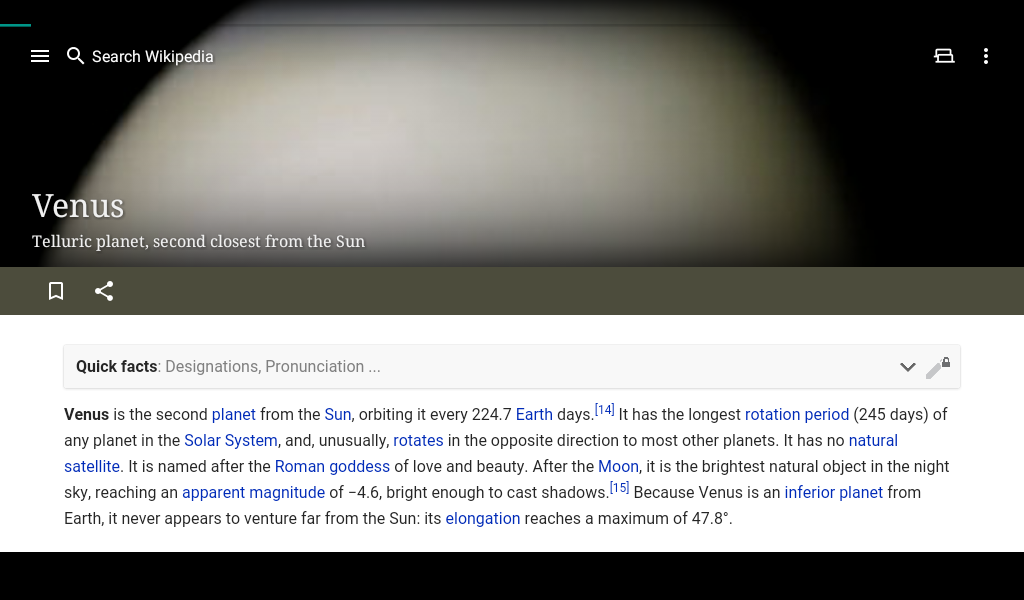 Search Wikipedia
Venus
Telluric planet, second closest from the Sun
Quick facts: Designations, Pronunciation ...
Venus is the second planet from the Sun, orbiting it every 224.7 Earth days.[14] It has the longest rotation period (245 days) of
any planet in the Solar System, and, unusually, rotates in the opposite direction to most other planets. It has no natural
satellite. It is named after the Roman goddess of love and beauty. After the Moon, it is the brightest natural object in the night
sky, reaching an apparent magnitude of −4.6, bright enough to cast shadows.[15] Because Venus is an inferior planet from
Earth, it never appears to venture far from the Sun: its elongation reaches a maximum of 47.8°.